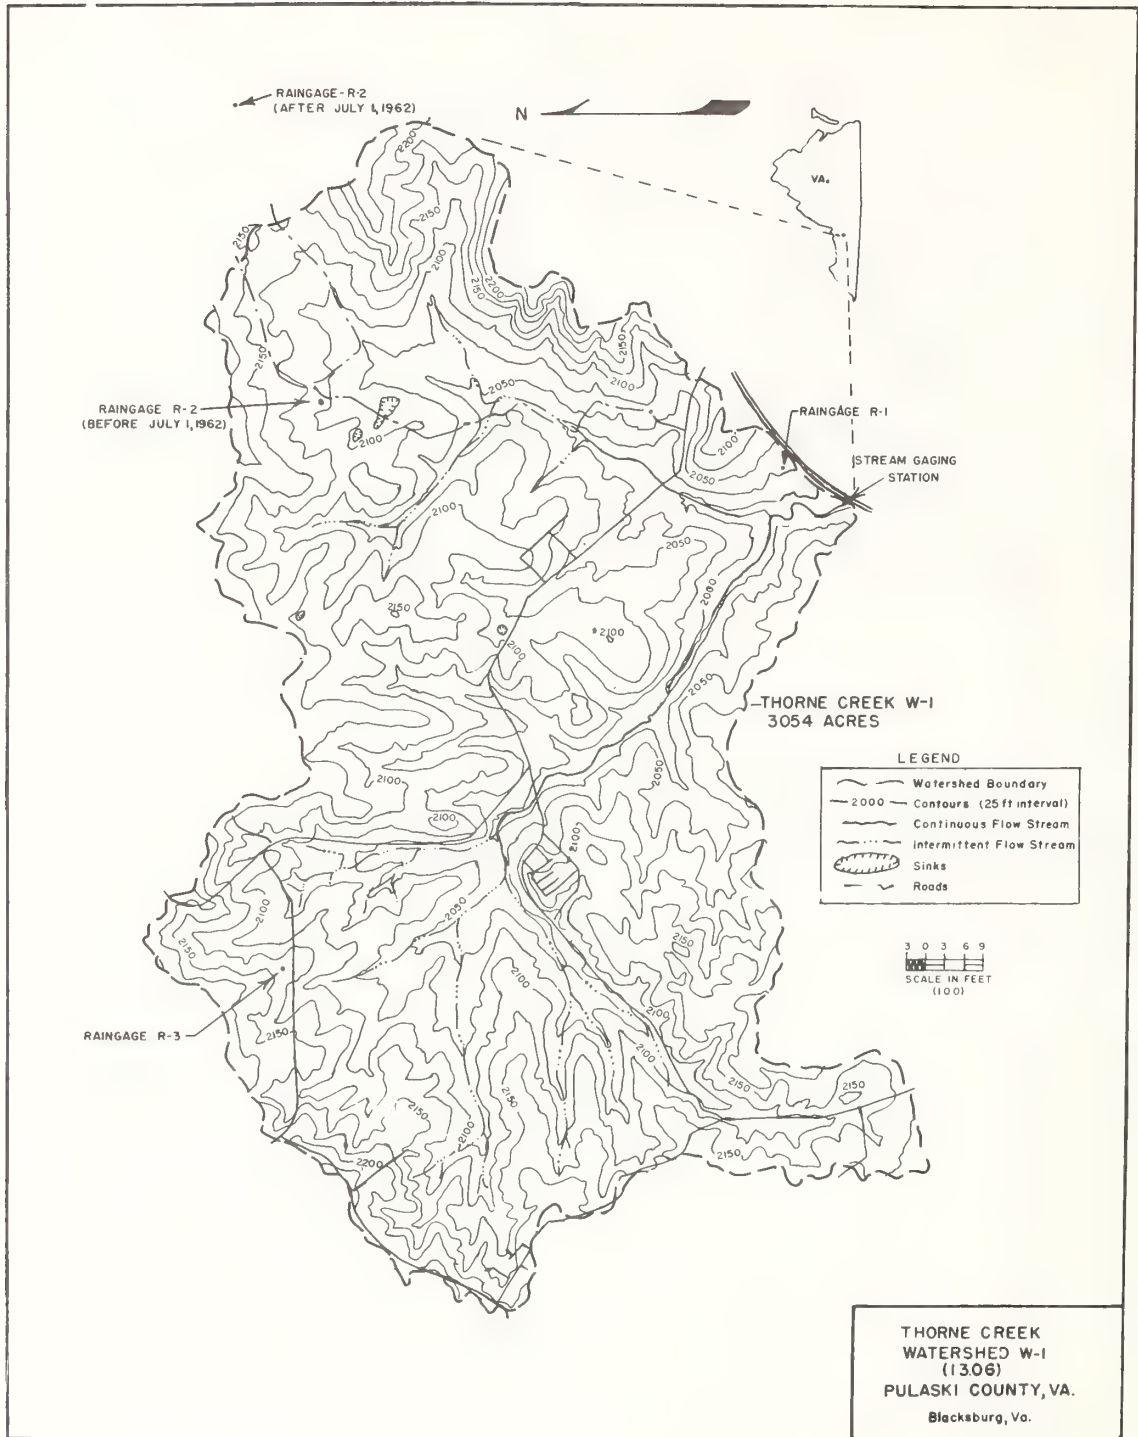 RAINGAGE-R-2
(AFTER JULY 1, 1962)
N
VA.
2200
2150
2150
2100
2200
2150
2150
2150
2100
RAINGAGE R-2
(BEFORE JULY 1, 1962)
2050
2100
RAINGAGE R-1
2100
2050
STREAM GAGING
STATION
2100
2050
2000
2150
2100
2100
2050
THORNE CREEK W-1
3054 ACRES
2050
2100
2100
2100
LEGEND
Watershed Boundary
2000 Contours (25 ft interval)
Continuous Flow Stream
Intermittent Flow Stream
Sinks
Roads
2100
2050
2150
2150
2100
3 0 3 6 9
SCALE IN FEET
(100)
2100
2150
2100
RAINGAGE R-3
2150
2150
2150
2150
2100
2150
2200
THORNE CREEK
WATERSHED W-1
(13.06)
PULASKI COUNTY, VA.
Blacksburg, Va.